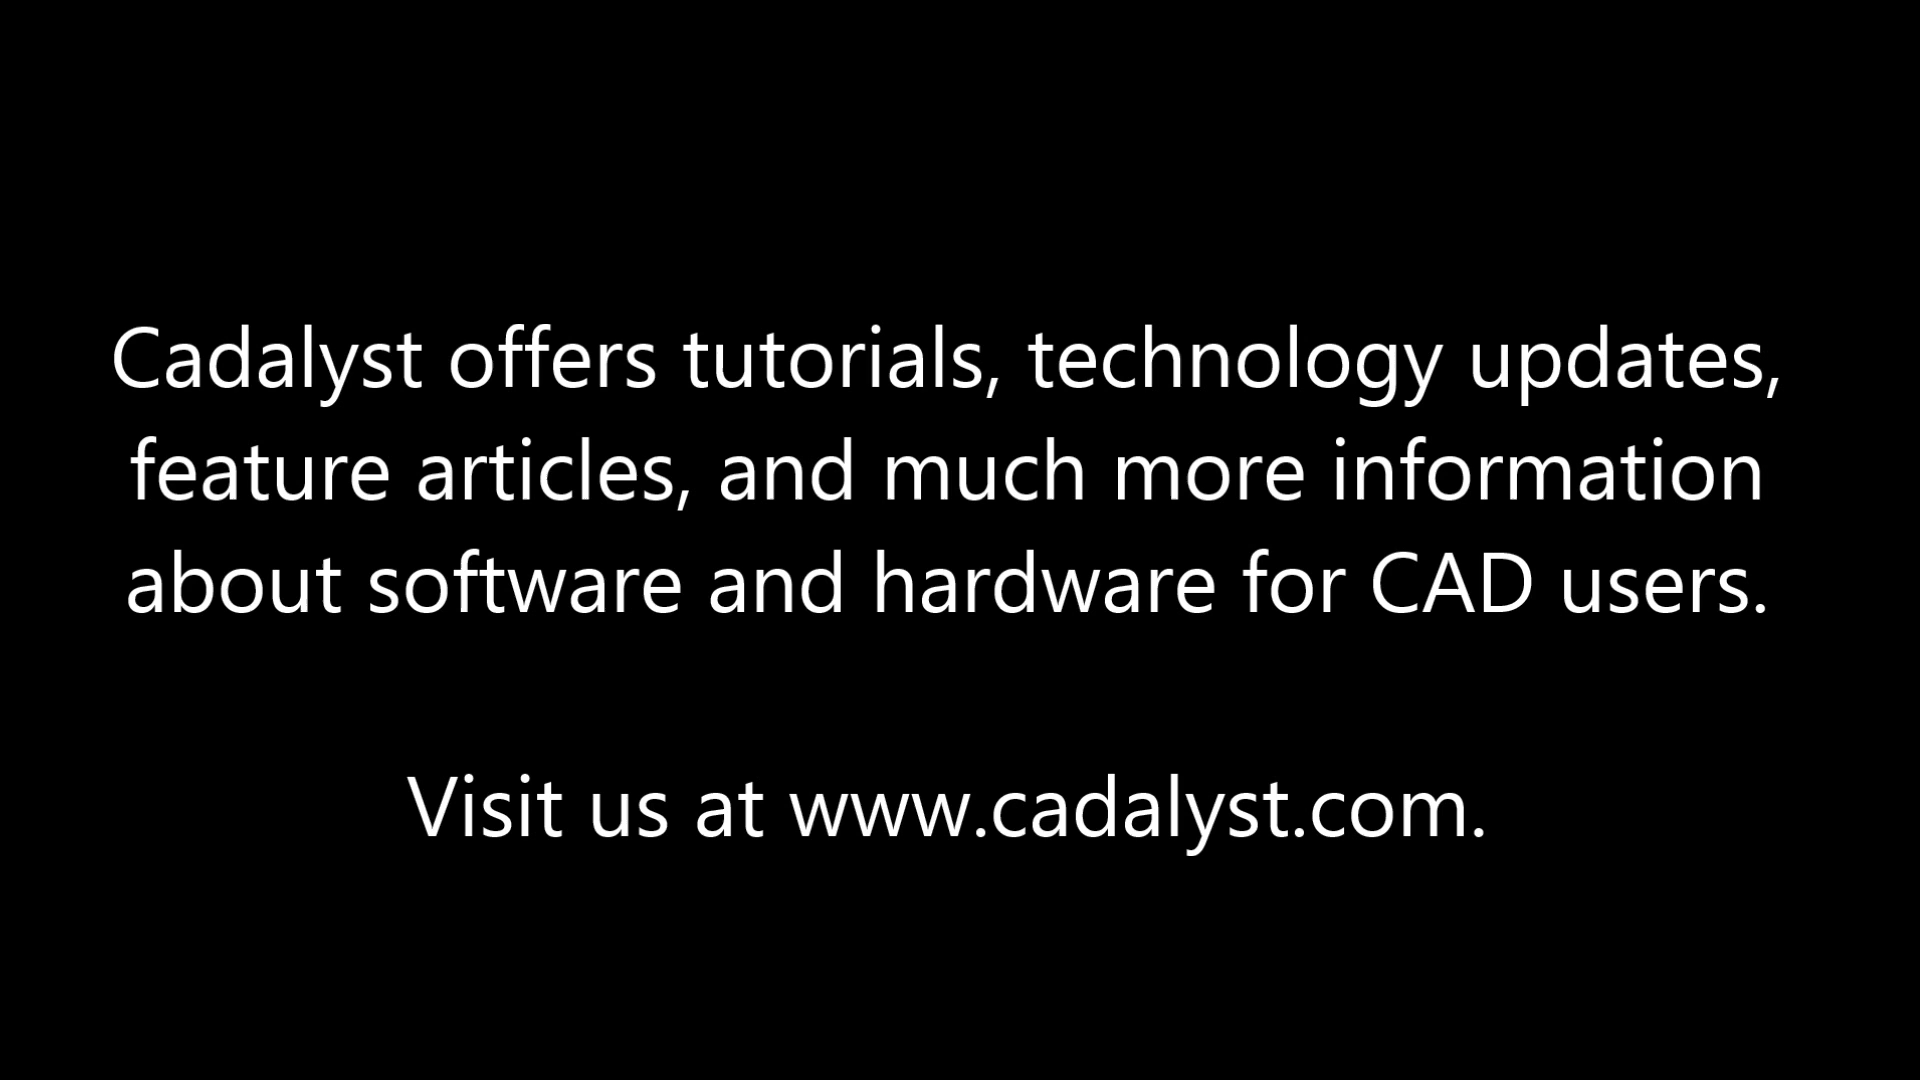 Cadalyst offers tutorials, technology updates,
feature articles, and much more information
about software and hardware for CAD users.
Visit us at www.cadalyst.com.